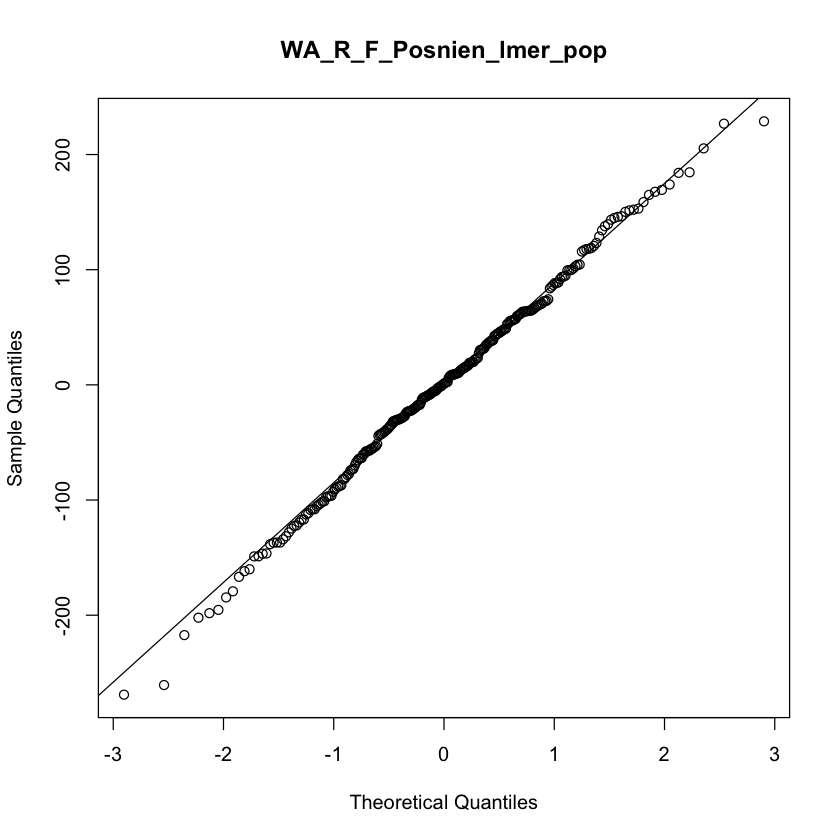 WA_R_F_Posnien_lmer_pop
200
100
0
-100
-200
Sample Quantiles
-3 -2 -1 0 1 2 3
Theoretical Quantiles